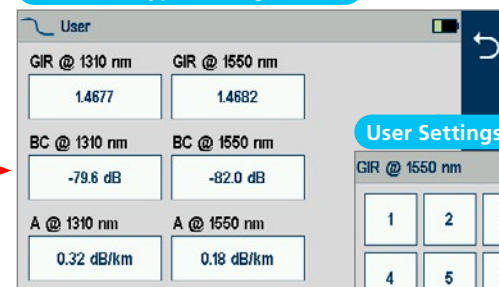 User
GIR @ 1310 nm
GIR @ 1550 nm
1.4677
1.4682
BC @ 1310 nm
BC @ 1550 nm
-79.6 dB
-82.0 dB
A @ 1310 nm
A @ 1550 nm
0.32 dB/km
0.18 dB/km
User Settings
GIR @ 1550 nm
1
2
4
5